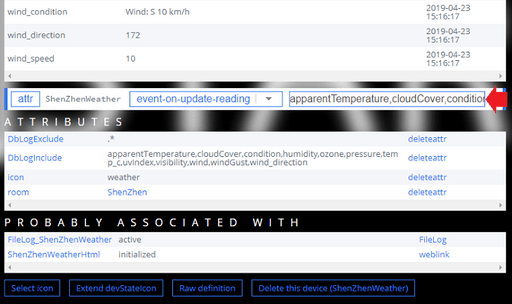 wind_condition Wind: S 10 km/h 2019-04-23
15:16:17
wind_direction 172 2019-04-23
15:16:17
wind_speed 10 2019-04-23
15:16:17
attr ShenZhenWeather event-on-update-reading apparentTemperature,cloudCover,conditio
ATTRIBUTES
DbLogExclude .* deleteattr
DbLogInclude apparentTemperature,cloudCover,condition,humidity,ozone,pressure,tem
p_c,uvIndex,visibility,wind,windGust,wind_direction deleteattr
icon weather deleteattr
room ShenZhen deleteattr
PROBABLY ASSOCIATED WITH
FileLog_ShenZhenWeather active FileLog
ShenZhenWeatherHtml initialized weblink
Select icon Extend devStateIcon Raw definition Delete this device (ShenZhenWeather)